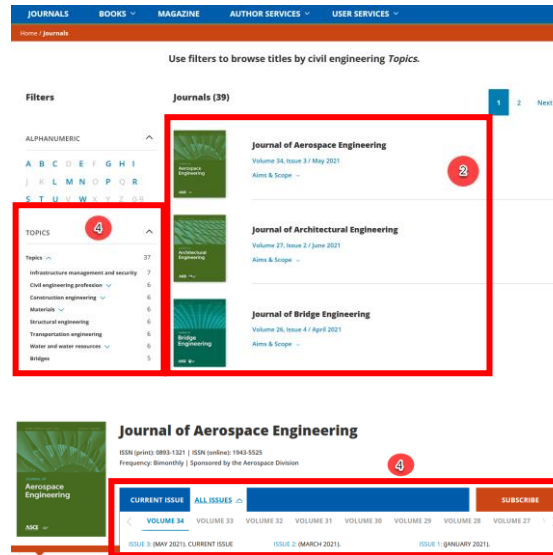 JOURNALS BOOKS MAGAZINE AUTHOR SERVICES USER SERVICES
Home / Journals
Use filters to browse titles by civil engineering Topics.
Filters
Journals (39)
1 2 Next
ALPHANUMERIC
A B C D E F G H I
J K L M N O P Q R
S T U V W X Y Z 0-9
4
TOPICS
Topics 37
Infrastructure management and security 7
Civil engineering profession 6
Construction engineering 6
Materials 6
Structural engineering 6
Transportation engineering 6
Water and water resources 6
Bridges 5
2
Aerospace
Engineering
Journal of Aerospace Engineering
Volume 34, Issue 3 / May 2021
Aims & Scope
Architectural
Engineering
Journal of Architectural Engineering
Volume 27, Issue 2 / June 2021
Aims & Scope
Bridge
Engineering
Journal of Bridge Engineering
Volume 26, Issue 4 / April 2021
Aims & Scope
JOURNAL OF
Aerospace
Engineering
ASCE
Journal of Aerospace Engineering
ISSN (print): 0893-1321 | ISSN (online): 1943-5525
Frequency: Bimonthly | Sponsored by the Aerospace Division
4
CURRENT ISSUE ALL ISSUES SUBSCRIBE
VOLUME 34 VOLUME 33 VOLUME 32 VOLUME 31 VOLUME 30 VOLUME 29 VOLUME 28 VOLUME 27
ISSUE 3: (MAY 2021), CURRENT ISSUE ISSUE 2: (MARCH 2021). ISSUE 1: (JANUARY 2021).